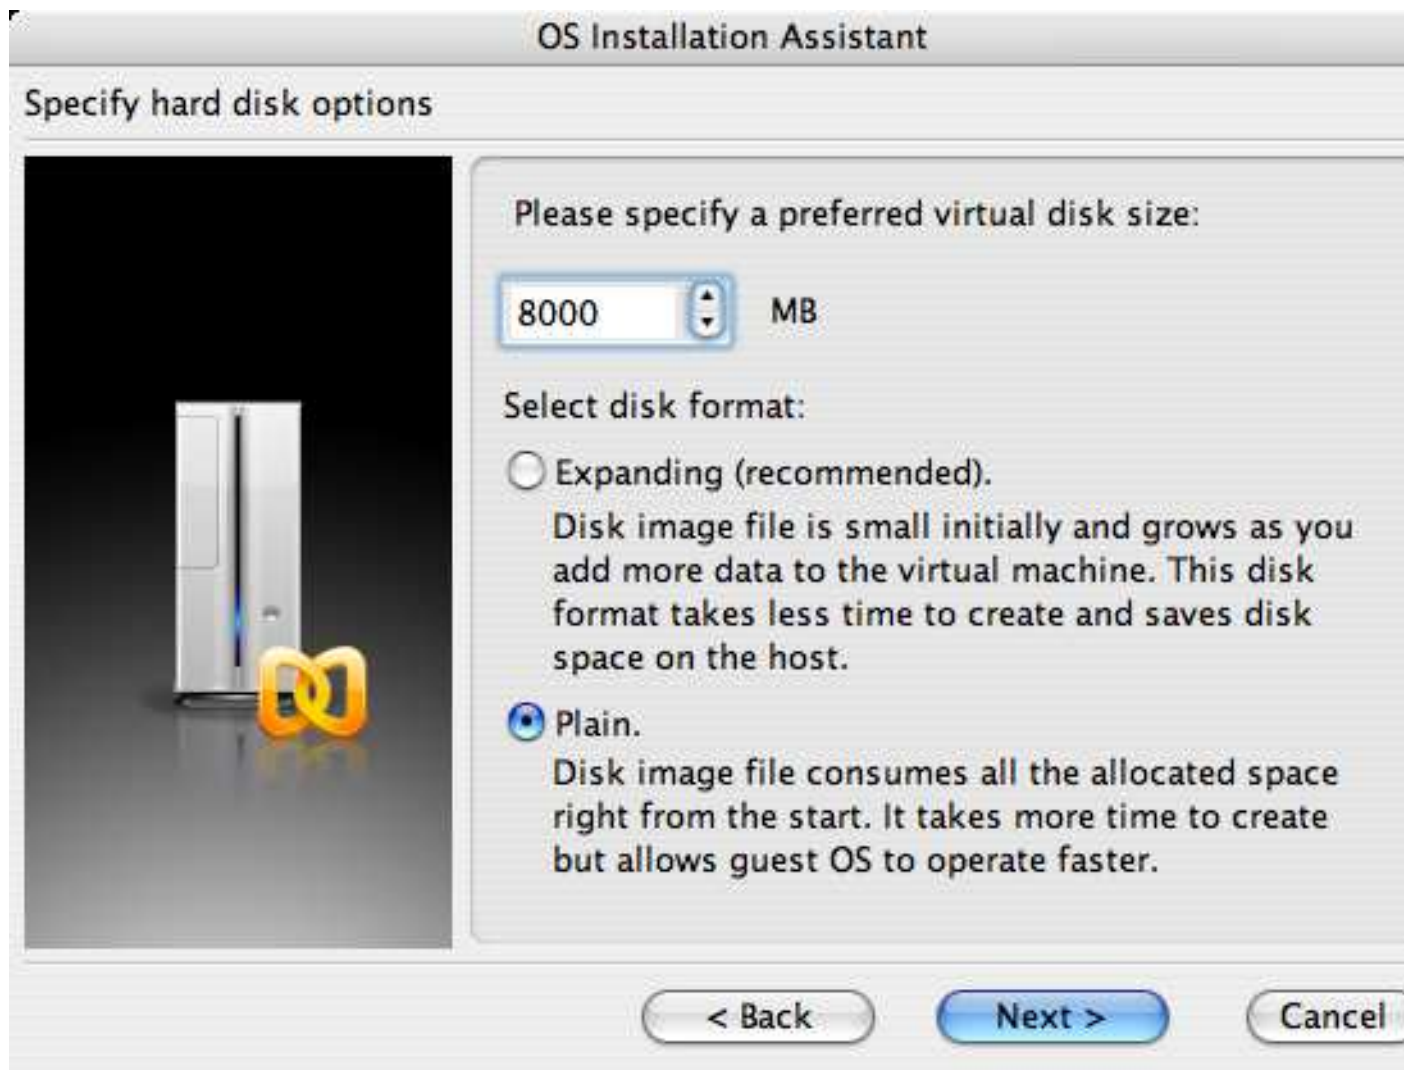 OS Installation Assistant
Specify hard disk options
Please specify a preferred virtual disk size:
8000 MB
Select disk format:
Expanding (recommended).
Disk image file is small initially and grows as you
add more data to the virtual machine. This disk
format takes less time to create and saves disk
space on the host.
Plain.
Disk image file consumes all the allocated space
right from the start. It takes more time to create
but allows guest OS to operate faster.
< Back Next > Cancel